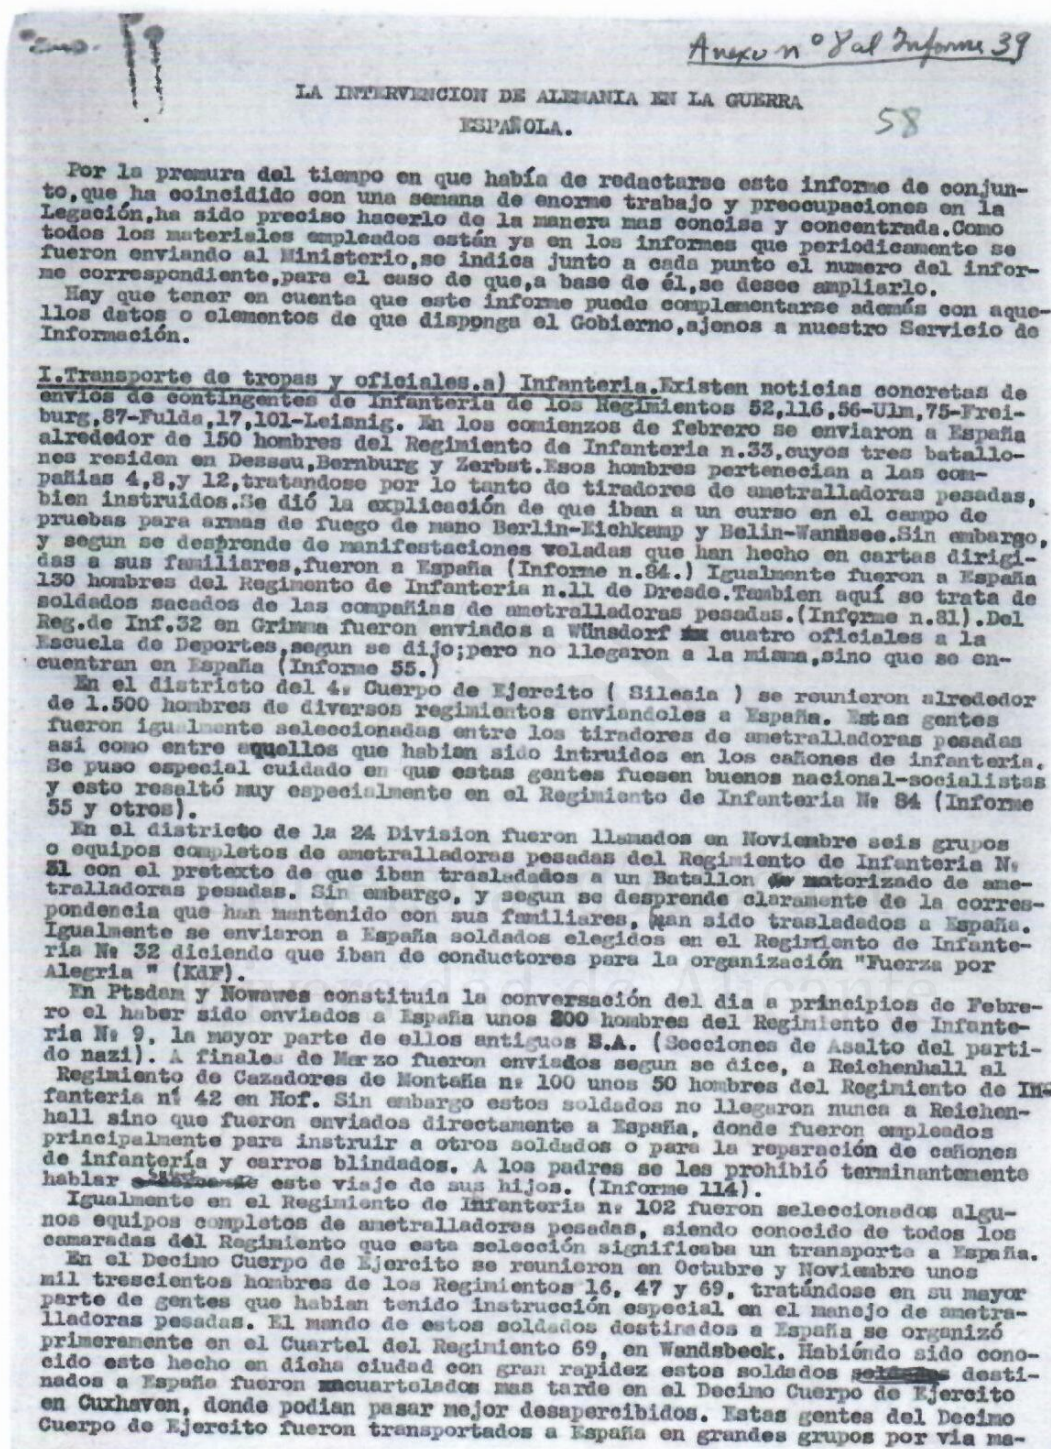 Anexo nº 8 al Informe 39
LA INTERVENCION DE ALEMANIA EN LA GUERRA
ESPAÑOLA.
58
Por la premura del tiempo en que había de redactarse este informe de conjun-
to,que ha coincidido con una semana de enorme trabajo y preocupaciones en la
Legación,ha sido preciso hacerlo de la manera mas concisa y concentrada.Como
todos los materiales empleados están ya en los informes que periodicamente se
fueron enviando al Ministerio,se indica junto a cada punto el numero del infor-
me correspondiente,para el caso de que,a base de él,se desee ampliarlo.
Hay que tener en cuenta que este informe puede complementarse además con aque-
llos datos o elementos de que disponga el Gobierno,ajenos a nuestro Servicio de
Información.
I.Transporte de tropas y oficiales.a) Infanteria.Existen noticias concretas de
envios de contingentes de Infanteria de los Regimientos 52,116,56-Ulm,75-Frei-
burg,87-Fulda,17,101-Leisnig. En los comienzos de febrero se enviaron a España
alrededor de 150 hombres del Regimiento de Infanteria n.33,cuyos tres batallo-
nes residen en Dessau,Bernburg y Zerbst.Esos hombres pertenecian a las com-
pañias 4,8,y 12,tratandose por lo tanto de tiradores de ametralladoras pesadas,
bien instruidos.Se dió la explicación de que iban a un curso en el campo de
pruebas para armas de fuego de mano Berlin-Eichkamp y Belin-Wannsee.Sin embargo,
y segun se desprende de manifestaciones veladas que han hecho en cartas dirigi-
das a sus familiares,fueron a España (Informe n.84.) Igualmente fueron a España
130 hombres del Regimento de Infanteria n.11 de Dresde.Tambien aquí se trata de
soldados sacados de las compañias de ametralladoras pesadas.(Informe n.81).Del
Reg.de Inf.32 en Grimma fueron enviados a Wünsdorf cuatro oficiales a la
Escuela de Deportes,segun se dijo;pero no llegaron a la misma,sino que se en-
cuentran en España (Informe 55.)
En el districto del 4º Cuerpo de Ejercito ( Silesia ) se reunieron alrededor
de 1.500 hombres de diversos regimientos enviandoles a España. Estas gentes
fueron igualmente seleccionadas entre los tiradores de ametralladoras pesadas
asi como entre aquellos que habian sido intruidos en los cañones de infanteria.
Se puso especial cuidado en que estas gentes fuesen buenos nacional-socialistas
y esto resaltó muy especialmente en el Regimiento de Infanteria Nº 84 (Informe
55 y otros).
En el districto de la 24 Division fueron llamados en Noviembre seis grupos
o equipos completos de ametralladoras pesadas del Regimiento de Infanteria Nº
31 con el pretexto de que iban trasladados a un Batallon motorizado de ame-
tralladoras pesadas. Sin embargo, y segun se desprende claramente de la corres-
pondencia que han mantenido con sus familiares, han sido trasladados a España.
Igualmente se enviaron a España soldados elegidos en el Regimiento de Infante-
ria Nº 32 diciendo que iban de conductores para la organización "Fuerza por
Alegria " (KdF).
En Ptsdam y Nowawes constituia la conversación del dia a principios de Febre-
ro el haber sido enviados a España unos 200 hombres del Regimiento de Infante-
ria Nº 9, la mayor parte de ellos antiguos S.A. (Secciones de Asalto del parti-
do nazi). A finales de Marzo fueron enviados segun se dice, a Reichenhall al
Regimiento de Cazadores de Montaña nº 100 unos 50 hombres del Regimiento de In-
fanteria nº 42 en Hof. Sin embargo estos soldados no llegaron nunca a Reichen-
hall sino que fueron enviados directamente a España, donde fueron empleados
principalmente para instruir a otros soldados o para la reparación de cañones
de infantería y carros blindados. A los padres se les prohibió terminantemente
hablar este viaje de sus hijos. (Informe 114).
Igualmente en el Regimiento de Infanteria nº 102 fueron seleccionados algu-
nos equipos completos de ametralladores pesadas, siendo conocido de todos los
camaradas del Regimiento que esta selección significaba un transporte a España.
En el Decimo Cuerpo de Ejercito se reunieron en Octubre y Noviembre unos
mil trescientos hombres de los Regimientos 16, 47 y 69, tratándose en su mayor
parte de gentes que habian tenido instrucción especial en el manejo de ametra-
lladoras pesadas. El mando de estos soldados destinados a España se organizó
primeramente en el Cuartel del Regimiento 69, en Wandsbeck. Habiéndo sido cono-
cido este hecho en dicha ciudad con gran rapidez estos soldados desti-
nados a España fueron acuartelados mas tarde en el Decimo Cuerpo de Ejercito
en Cuxhaven, donde podian pasar mejor desapercibidos. Estas gentes del Decimo
Cuerpo de Ejercito fueron transportados a España en grandes grupos por via ma-